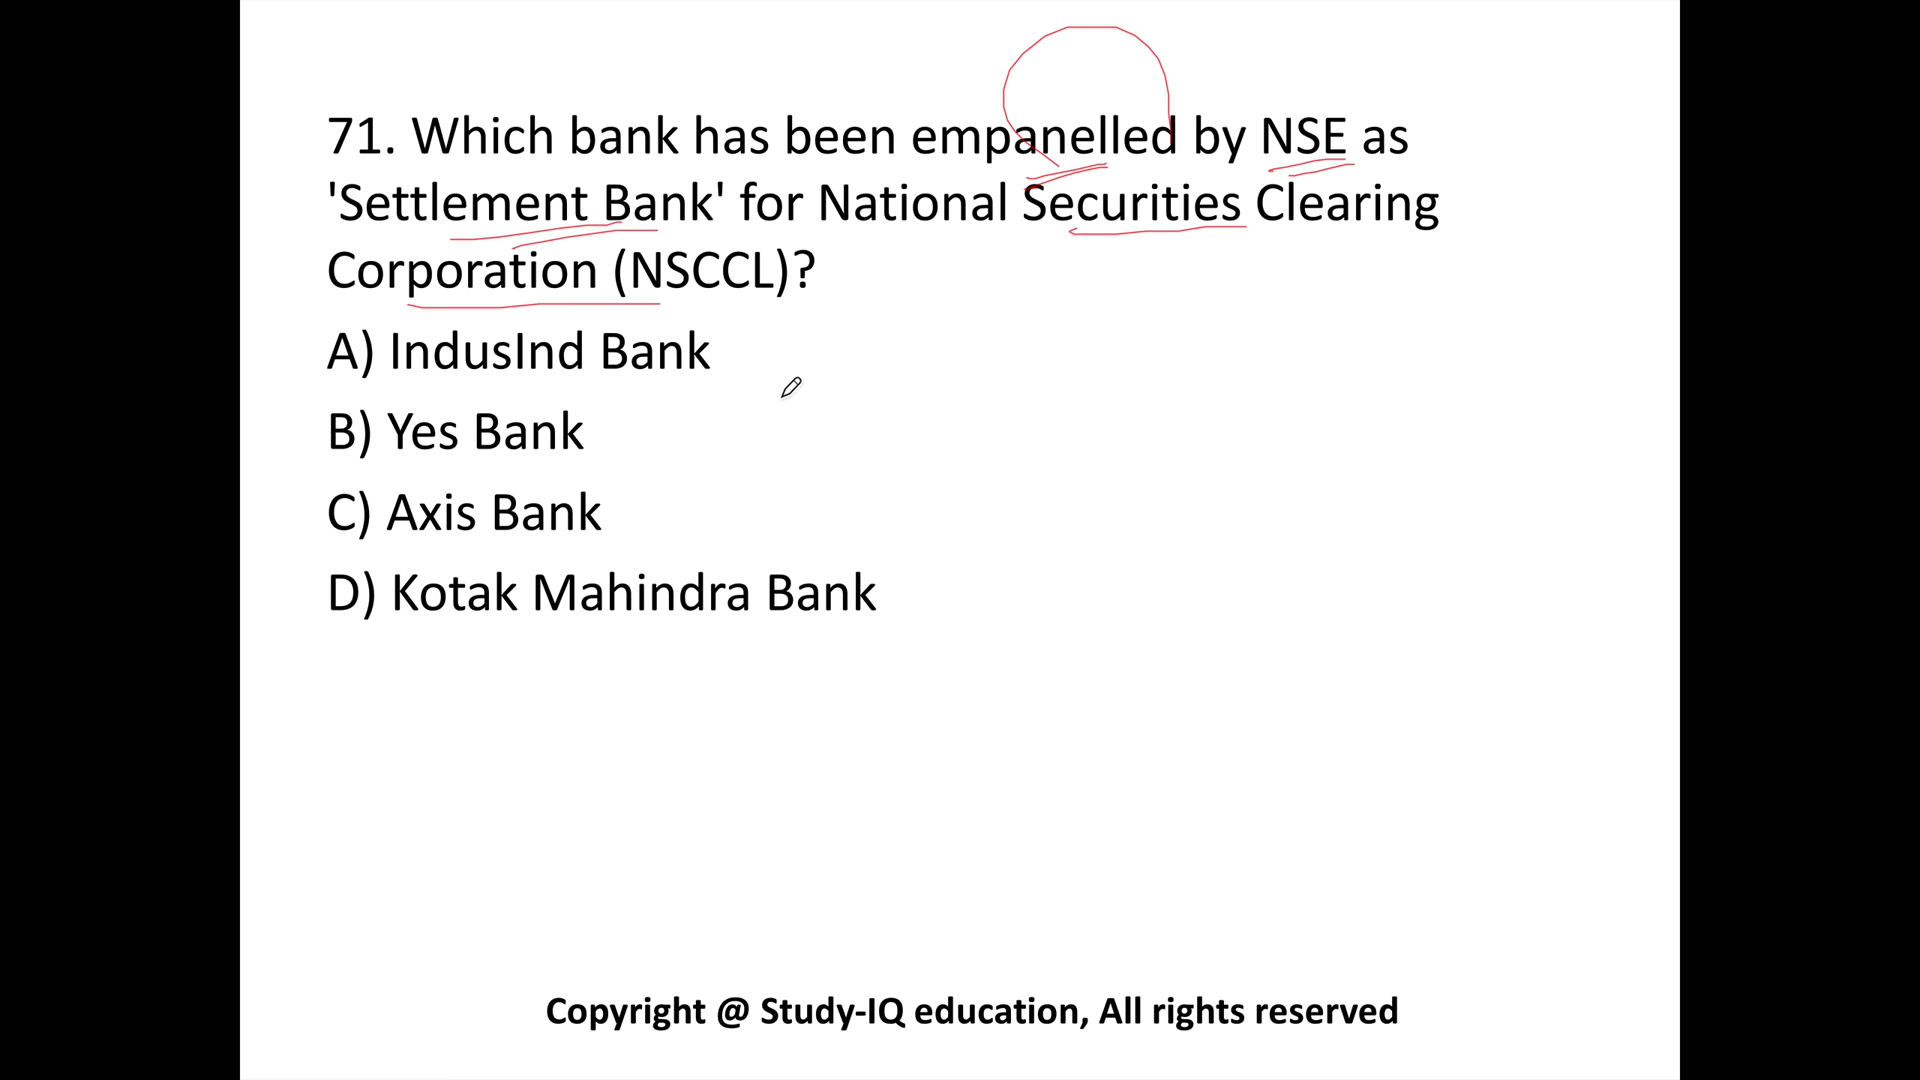 71. Which bank has been empanelled by NSE as
'Settlement Bank' for National Securities Clearing
Corporation (NSCCL)?
A) IndusInd Bank
B) Yes Bank
C) Axis Bank
D) Kotak Mahindra Bank
Copyright @ Study-IQ education, All rights reserved